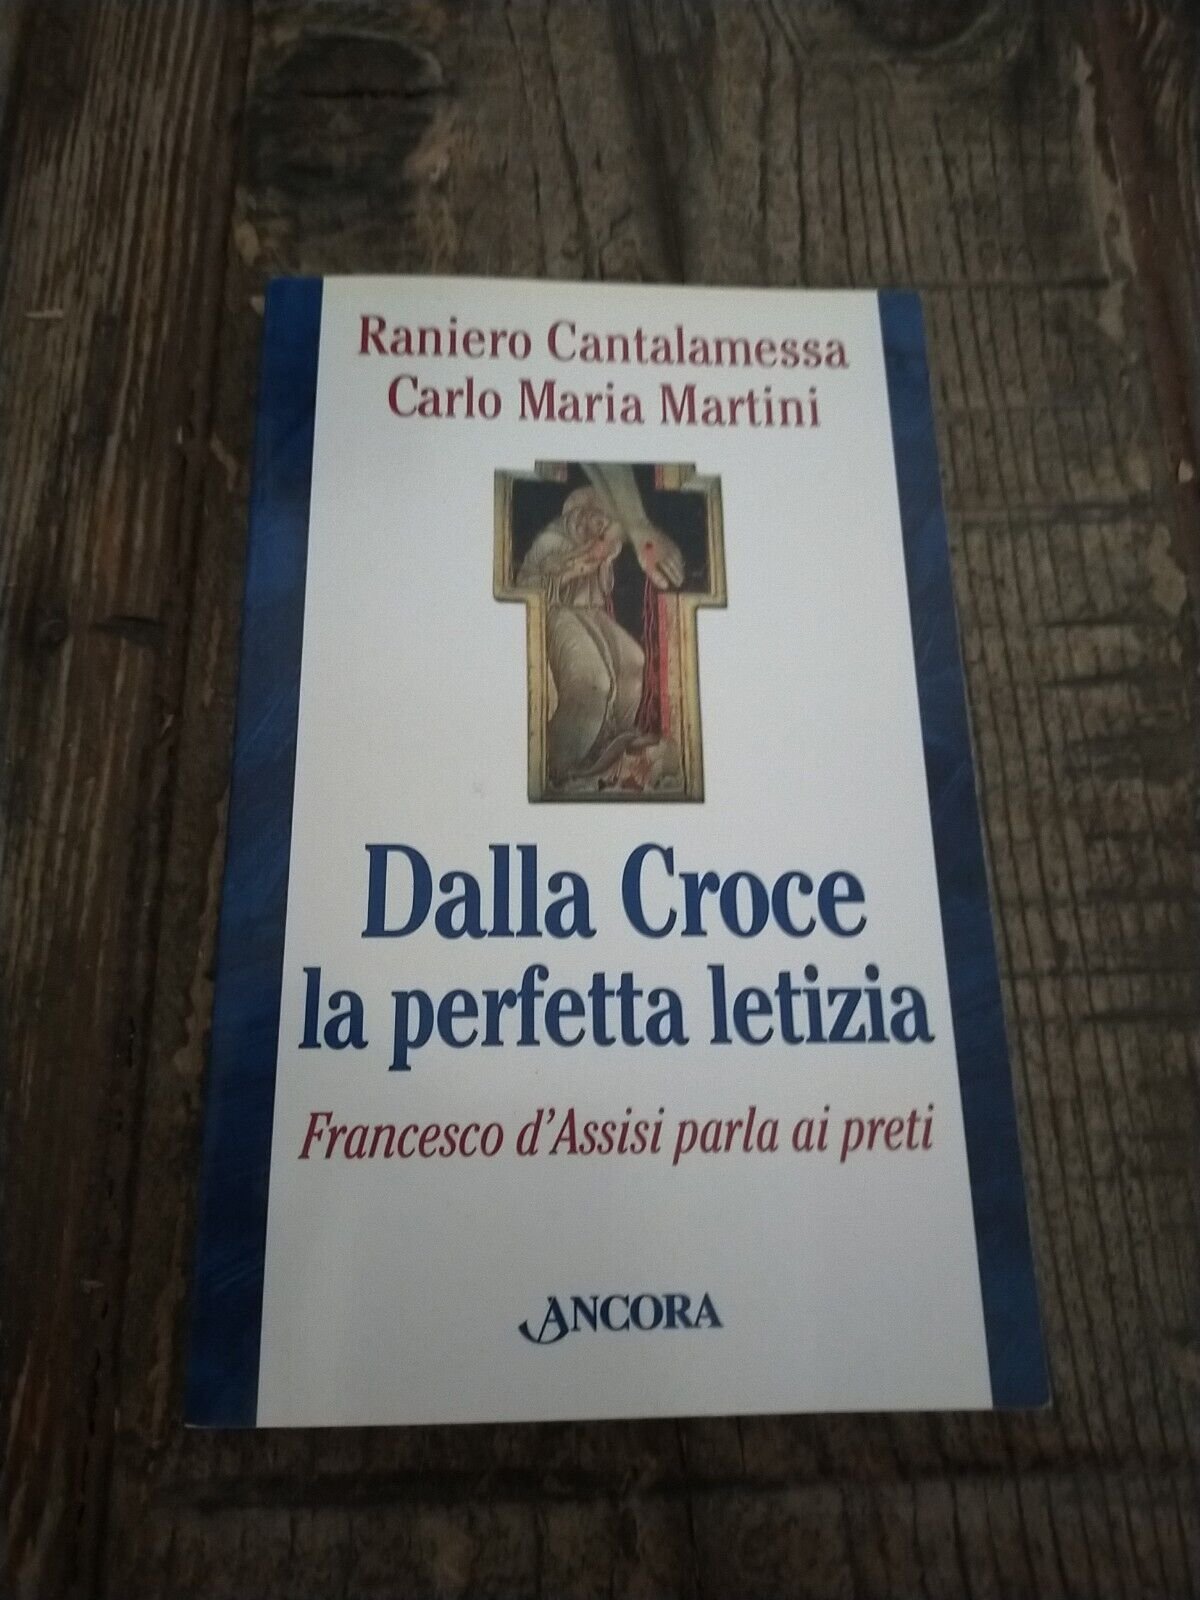 Raniero Cantalamessa
Carlo Maria Martini
Dalla Croce
la perfetta letizia
Francesco d'Assisi parla ai preti
ANCORA